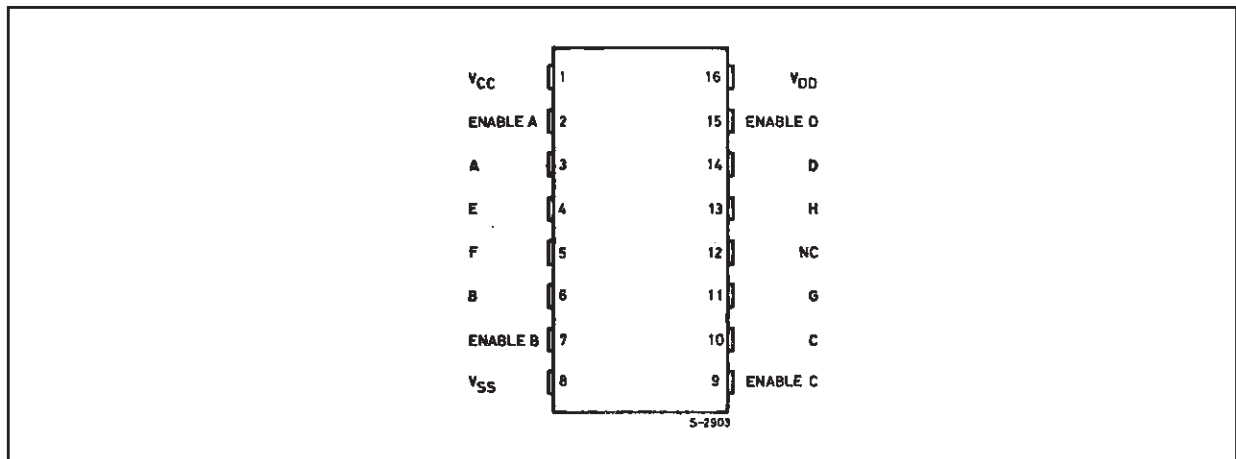 VCC 1 16 VDD
ENABLE A 2 15 ENABLE D
A 3 14 D
E 4 13 H
F 5 12 NC
B 6 11 G
ENABLE B 7 10 C
VSS 8 9 ENABLE C
S-2903